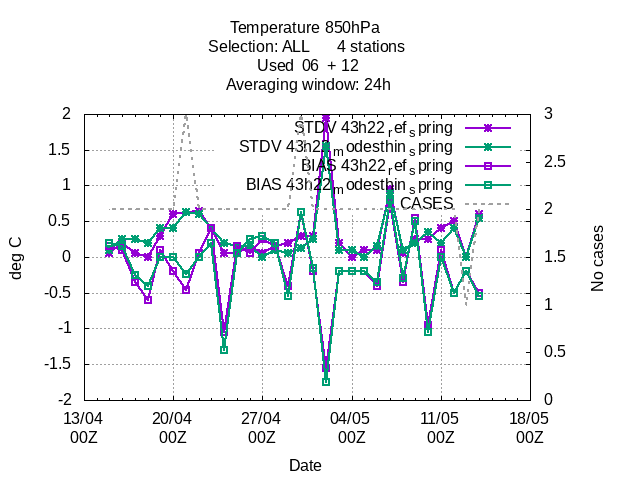 Temperature 850hPa
Selection: ALL 4 stations
Used 06 + 12
Averaging window: 24h
STDV 43h22_ref_spring
STDV 43h22_modesthin_spring
BIAS 43h22_ref_spring
BIAS 43h22_modesthin_spring
CASES
2
1.5
1
0.5
0
-0.5
-1
-1.5
-2
deg C
3
2.5
2
1.5
1
0.5
0
No cases
13/04 20/04 27/04 04/05 11/05 18/05
00Z 00Z 00Z 00Z 00Z 00Z
Date